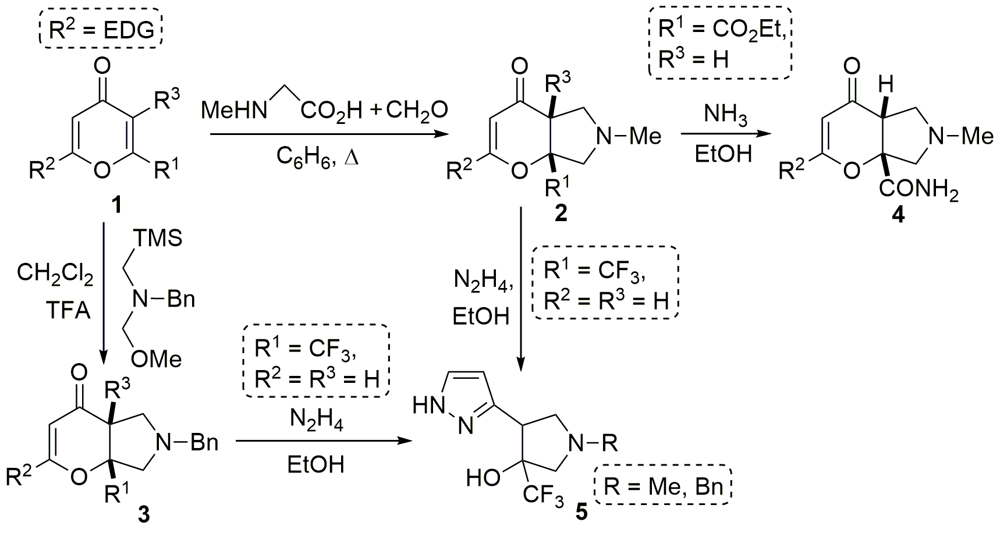 R² = EDG
O
R³
R²
O
R¹
1
MeHN
CO₂H + CH₂O
C₆H₆, Δ
O
R³
N
Me
R²
O
R¹
2
R¹ = CO₂Et,
R³ = H
NH₃
EtOH
O
H
N
Me
R²
O
CONH₂
4
CH₂Cl₂
TFA
TMS
N
Bn
OMe
N₂H₄,
EtOH
R¹ = CF₃,
R² = R³ = H
O
R³
N
Bn
R²
O
R¹
3
R¹ = CF₃,
R² = R³ = H
N₂H₄
EtOH
HN
N
N
R
HO
CF₃
5
R = Me, Bn